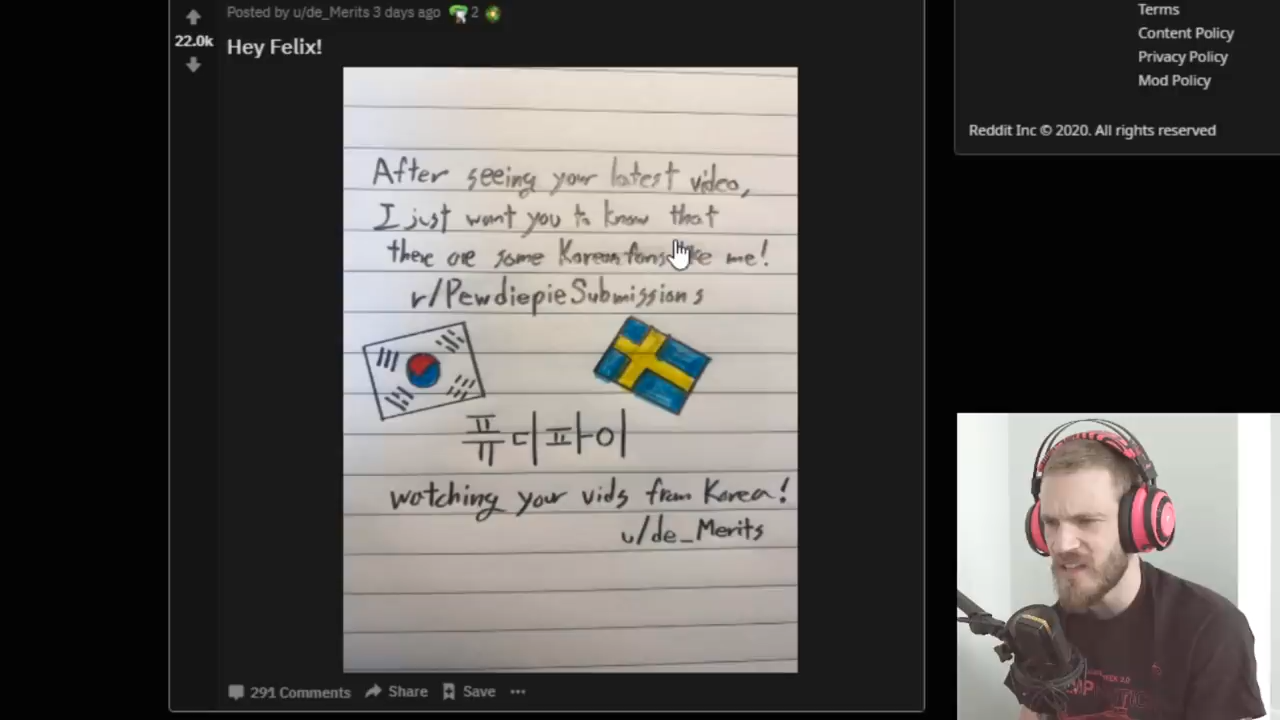 Posted by u/de_Merits 3 days ago 2
22.0k
Hey Felix!
After seeing your latest video,
I just want you to know that
there are some Korean fans me!
r/PewdiepieSubmissions
퓨디파이
watching your vids from Korea!
u/de_Merits
291 Comments Share Save
Terms
Content Policy
Privacy Policy
Mod Policy
Reddit Inc © 2020. All rights reserved